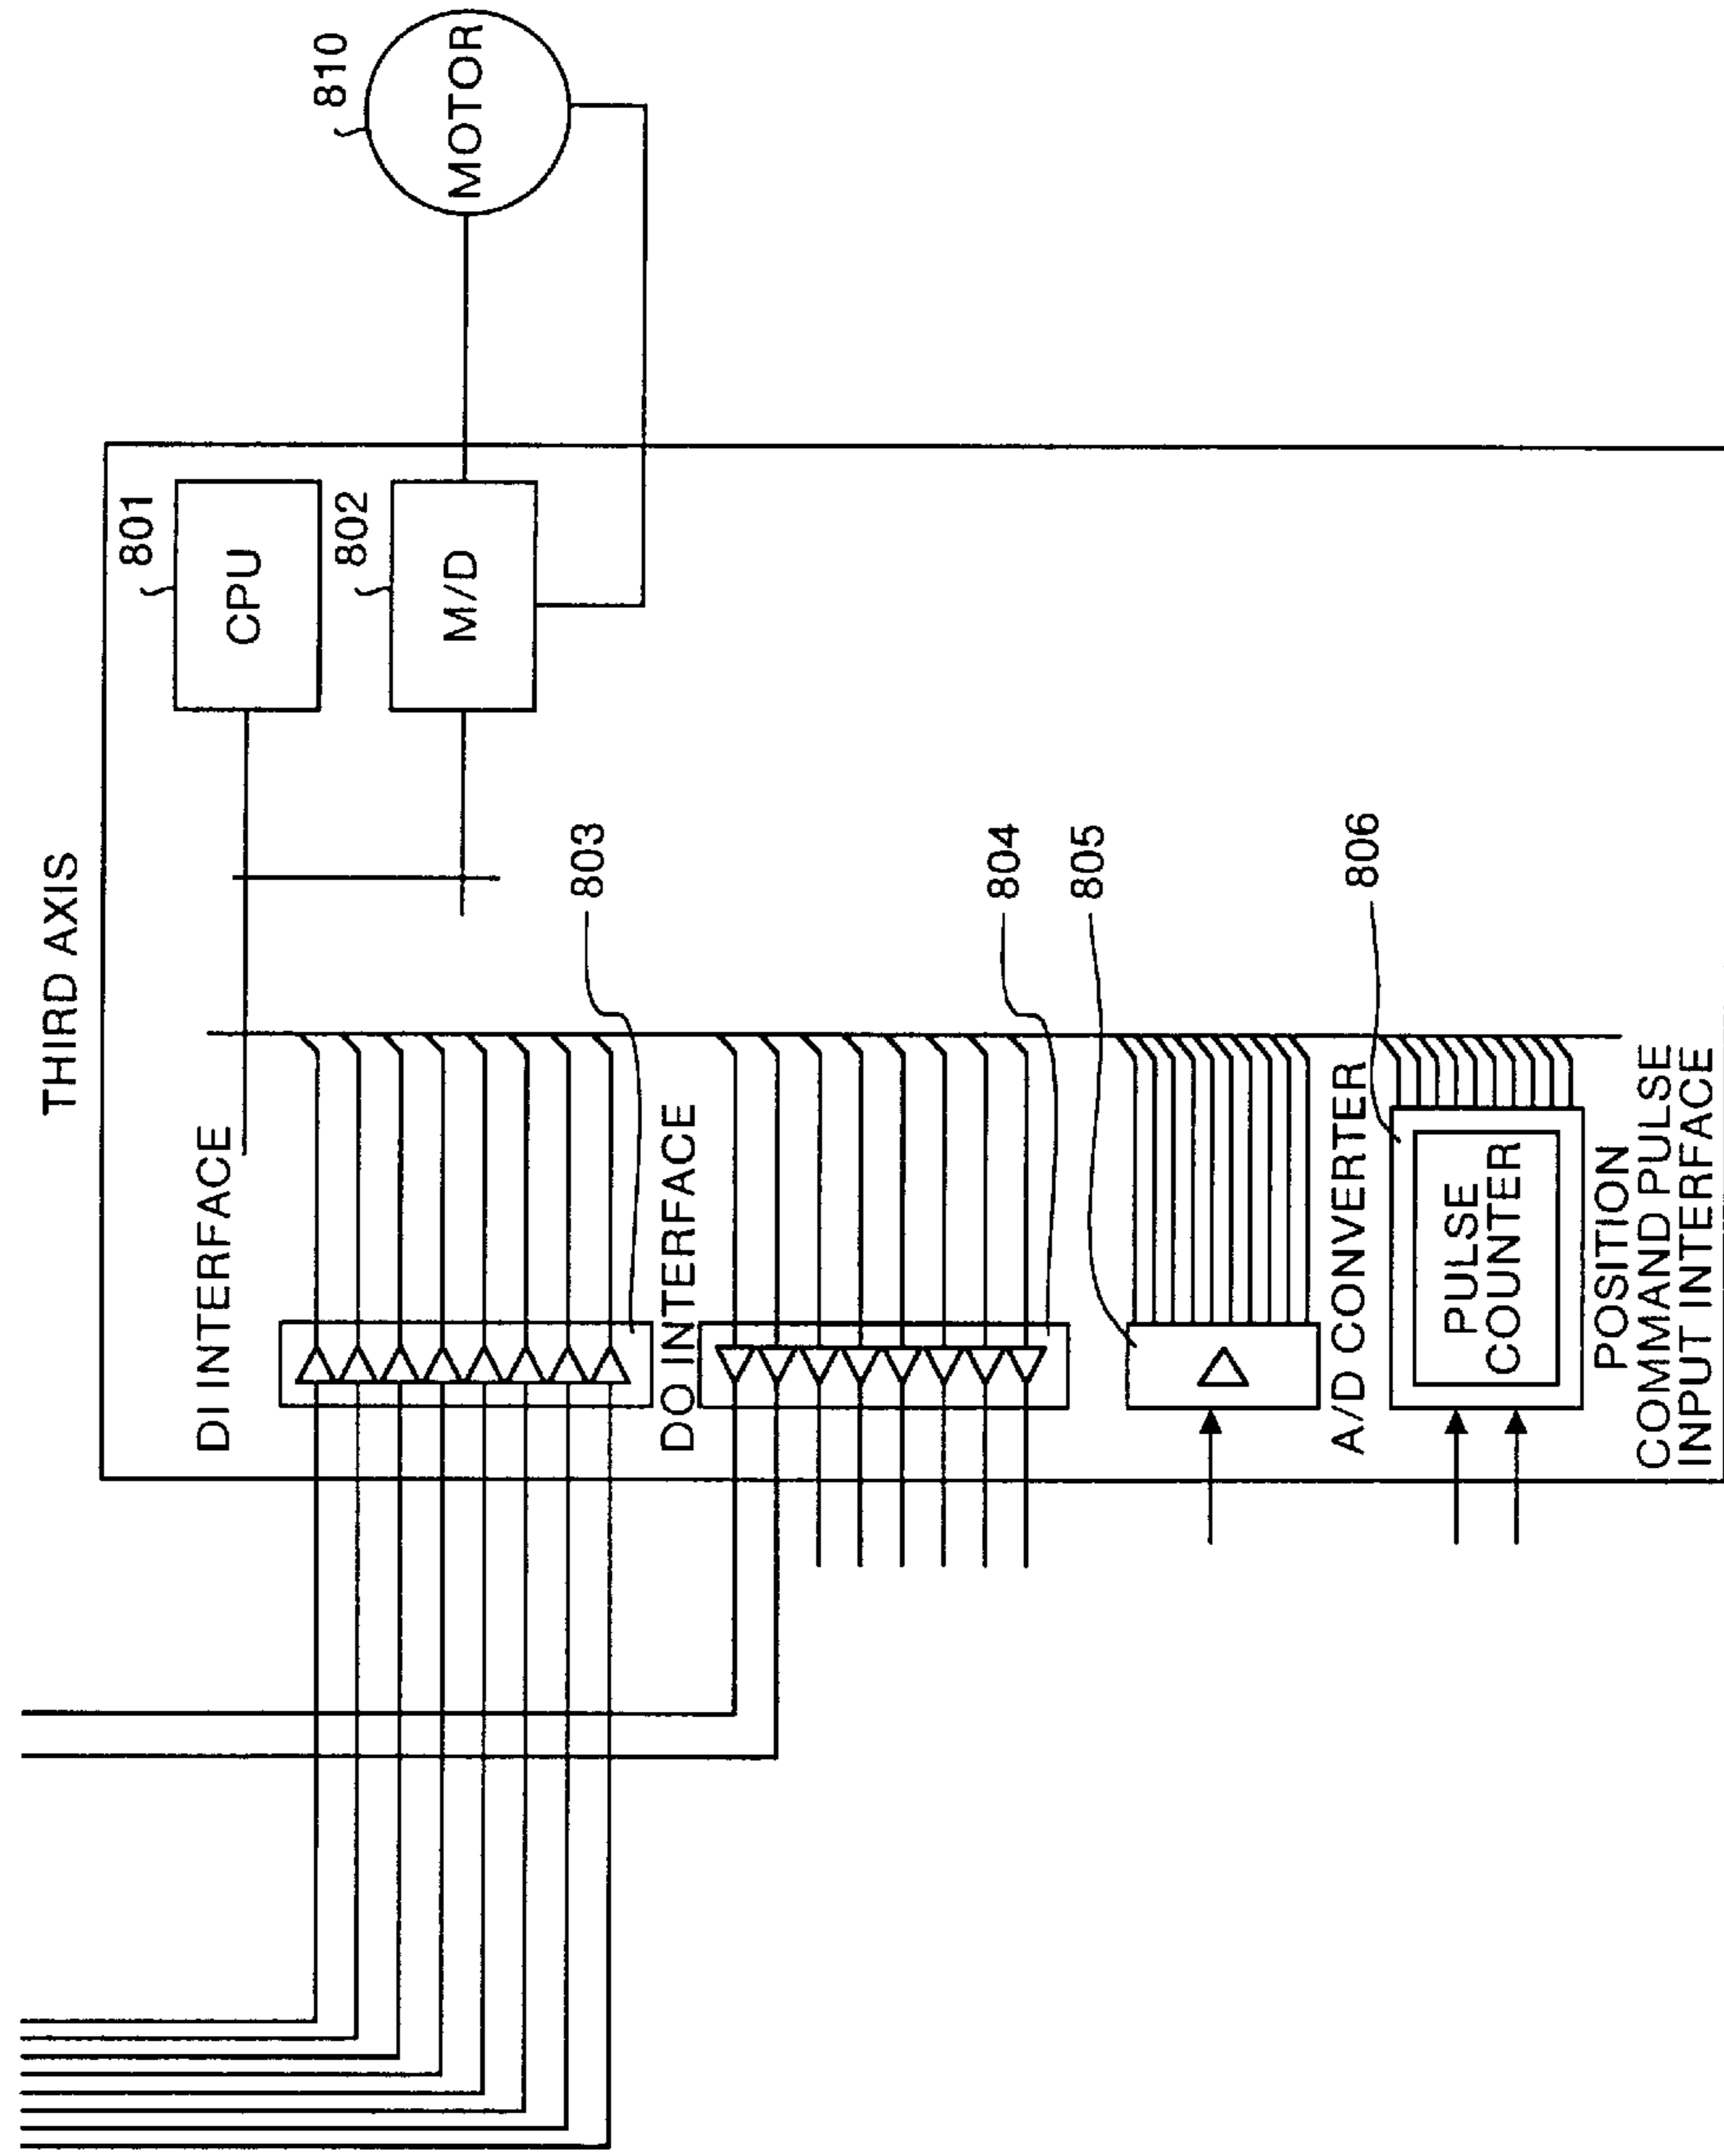 THIRD AXIS
DI INTERFACE
801
CPU
802
M/D
810
MOTOR
803
DO INTERFACE
804
805
A/D CONVERTER
806
PULSE
COUNTER
POSITION
COMMAND PULSE
INPUT INTERFACE